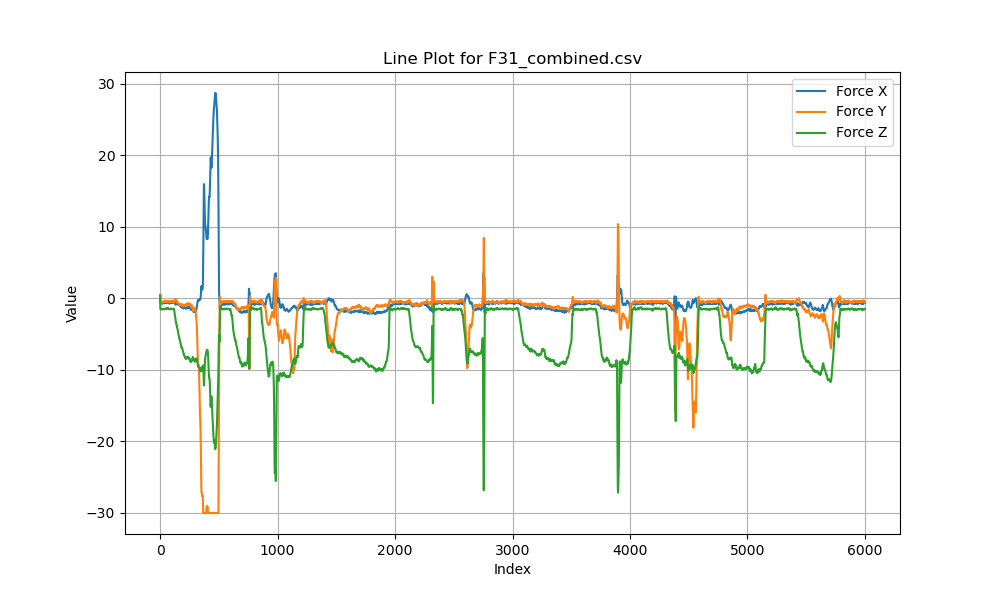 Line Plot for F31_combined.csv
Force X
Force Y
Force Z
30
20
10
0
−10
−20
−30
Value
0 1000 2000 3000 4000 5000 6000
Index